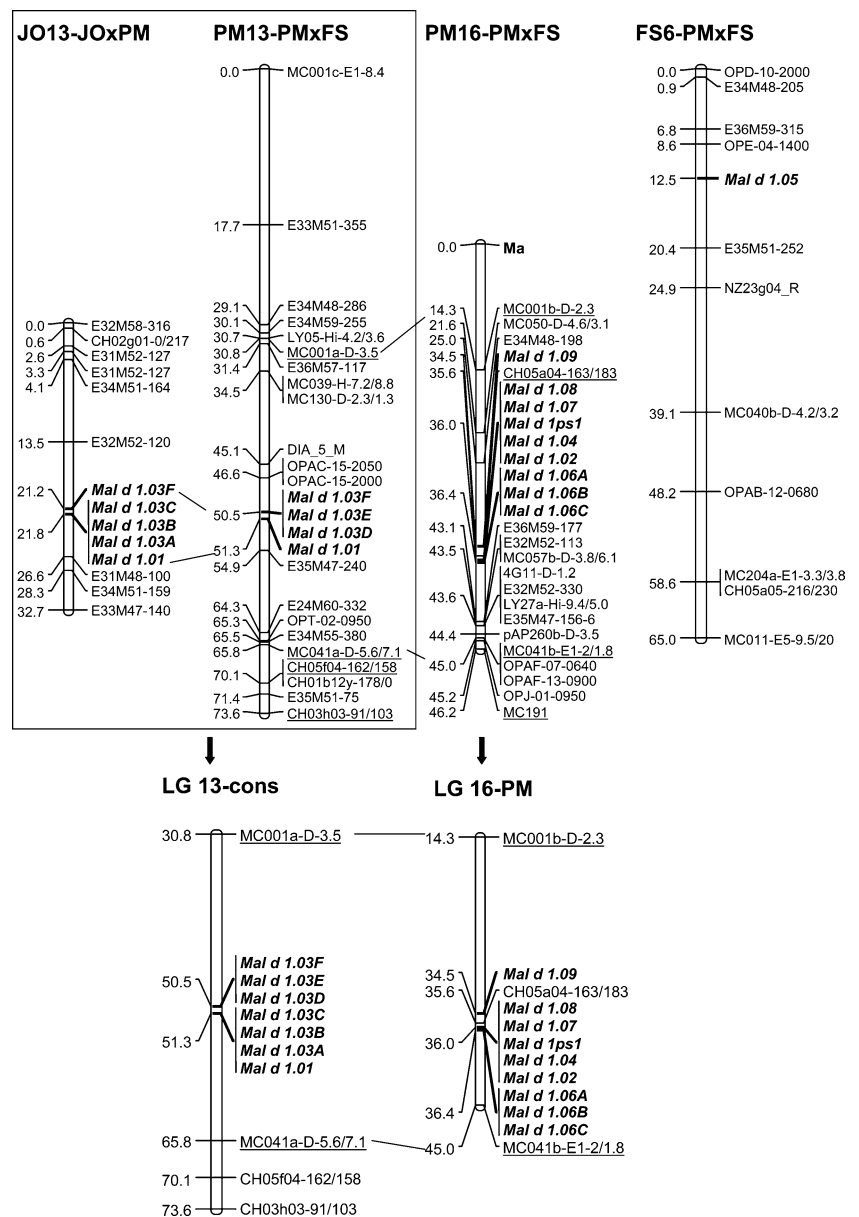 JO13-JOxPM
0.0 E32M58-316
0.6 CH02g01-0/217
2.6 E31M52-127
3.3 E31M52-127
4.1 E34M51-164
13.5 E32M52-120
21.2 Mal d 1.03F
Mal d 1.03C
21.8 Mal d 1.03B
Mal d 1.03A
Mal d 1.01
26.6 E31M48-100
28.3 E34M51-159
32.7 E33M47-140
PM13-PMxFS
0.0 MC001c-E1-8.4
17.7 E33M51-355
29.1 E34M48-286
30.1 E34M59-255
30.7 LY05-Hi-4.2/3.6
30.8 MC001a-D-3.5
31.4 E36M57-117
34.5 MC039-H-7.2/8.8
MC130-D-2.3/1.3
45.1 DIA_5_M
46.6 OPAC-15-2050
OPAC-15-2000
Mal d 1.03F
50.5 Mal d 1.03E
Mal d 1.03D
51.3 Mal d 1.01
54.9 E35M47-240
64.3 E24M60-332
65.3 OPT-02-0950
65.5 E34M55-380
65.8 MC041a-D-5.6/7.1
70.1 CH05f04-162/158
CH01b12y-178/0
71.4 E35M51-75
73.6 CH03h03-91/103
PM16-PMxFS
0.0 Ma
14.3 MC001b-D-2.3
21.6 MC050-D-4.6/3.1
25.0 E34M48-198
34.5 Mal d 1.09
35.6 CH05a04-163/183
Mal d 1.08
Mal d 1.07
36.0 Mal d 1ps1
Mal d 1.04
Mal d 1.02
Mal d 1.06A
36.4 Mal d 1.06B
Mal d 1.06C
43.1 E36M59-177
43.5 E32M52-113
MC057b-D-3.8/6.1
4G11-D-1.2
43.6 E32M52-330
LY27a-Hi-9.4/5.0
E35M47-156-6
44.4 pAP260b-D-3.5
MC041b-E1-2/1.8
45.0 OPAF-07-0640
OPAF-13-0900
45.2 OPJ-01-0950
46.2 MC191
FS6-PMxFS
0.0 OPD-10-2000
0.9 E34M48-205
6.8 E36M59-315
8.6 OPE-04-1400
12.5 Mal d 1.05
20.4 E35M51-252
24.9 NZ23g04_R
39.1 MC040b-D-4.2/3.2
48.2 OPAB-12-0680
58.6 MC204a-E1-3.3/3.8
CH05a05-216/230
65.0 MC011-E5-9.5/20
LG 13-cons
30.8 MC001a-D-3.5
Mal d 1.03F
50.5 Mal d 1.03E
Mal d 1.03D
Mal d 1.03C
51.3 Mal d 1.03B
Mal d 1.03A
Mal d 1.01
65.8 MC041a-D-5.6/7.1
70.1 CH05f04-162/158
73.6 CH03h03-91/103
LG 16-PM
14.3 MC001b-D-2.3
34.5 Mal d 1.09
35.6 CH05a04-163/183
Mal d 1.08
Mal d 1.07
36.0 Mal d 1ps1
Mal d 1.04
Mal d 1.02
Mal d 1.06A
36.4 Mal d 1.06B
Mal d 1.06C
45.0 MC041b-E1-2/1.8